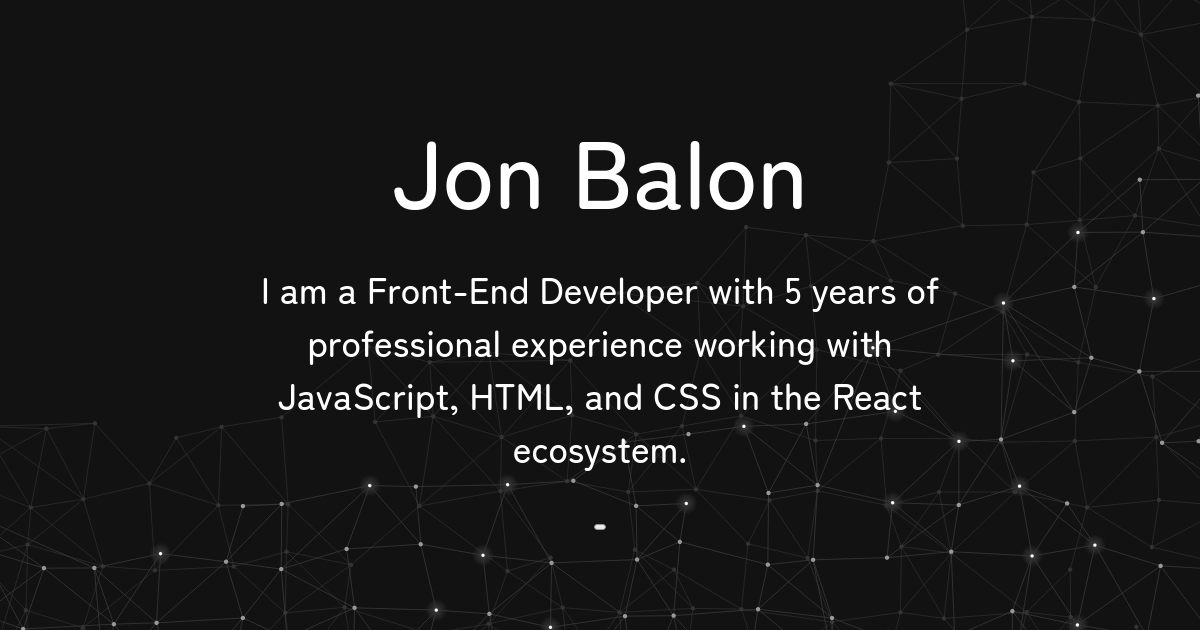 Jon Balon
I am a Front-End Developer with 5 years of
professional experience working with
JavaScript, HTML, and CSS in the React
ecosystem.
-